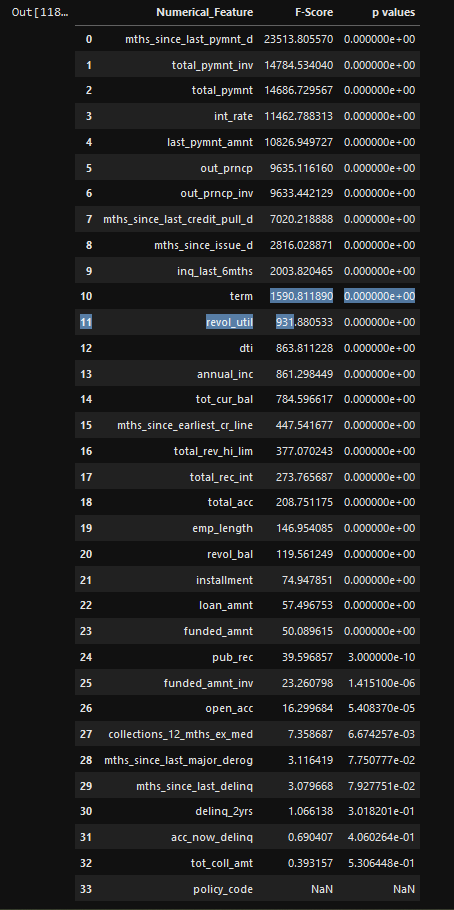 Out[118... Numerical_Feature F-Score p values
0 mths_since_last_pymnt_d 23513.805570 0.000000e+00
1 total_pymnt_inv 14784.534040 0.000000e+00
2 total_pymnt 14686.729567 0.000000e+00
3 int_rate 11462.788313 0.000000e+00
4 last_pymnt_amnt 10826.949727 0.000000e+00
5 out_prncp 9635.116160 0.000000e+00
6 out_prncp_inv 9633.442129 0.000000e+00
7 mths_since_last_credit_pull_d 7020.218888 0.000000e+00
8 mths_since_issue_d 2816.028871 0.000000e+00
9 inq_last_6mths 2003.820465 0.000000e+00
10 term 1590.811890 0.000000e+00
11 revol_util 931.880533 0.000000e+00
12 dti 863.811228 0.000000e+00
13 annual_inc 861.298449 0.000000e+00
14 tot_cur_bal 784.596617 0.000000e+00
15 mths_since_earliest_cr_line 447.541677 0.000000e+00
16 total_rev_hi_lim 377.070243 0.000000e+00
17 total_rec_int 273.765687 0.000000e+00
18 total_acc 208.751175 0.000000e+00
19 emp_length 146.954085 0.000000e+00
20 revol_bal 119.561249 0.000000e+00
21 installment 74.947851 0.000000e+00
22 loan_amnt 57.496753 0.000000e+00
23 funded_amnt 50.089615 0.000000e+00
24 pub_rec 39.596857 3.000000e-10
25 funded_amnt_inv 23.260798 1.415100e-06
26 open_acc 16.299684 5.408370e-05
27 collections_12_mths_ex_med 7.358687 6.674257e-03
28 mths_since_last_major_derog 3.116419 7.750777e-02
29 mths_since_last_delinq 3.079668 7.927751e-02
30 delinq_2yrs 1.066138 3.018201e-01
31 acc_now_delinq 0.690407 4.060264e-01
32 tot_coll_amt 0.393157 5.306448e-01
33 policy_code NaN NaN